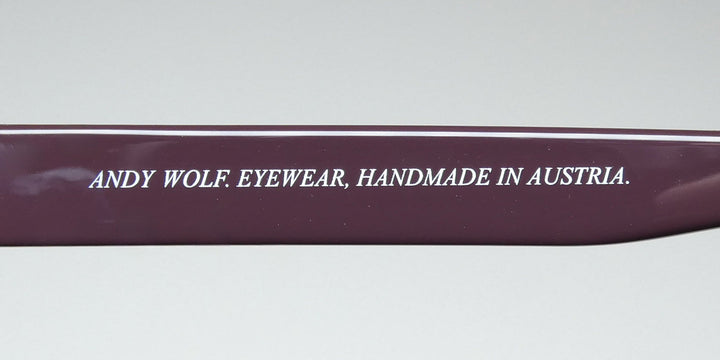 ANDY WOLF. EYEWEAR, HANDMADE IN AUSTRIA.